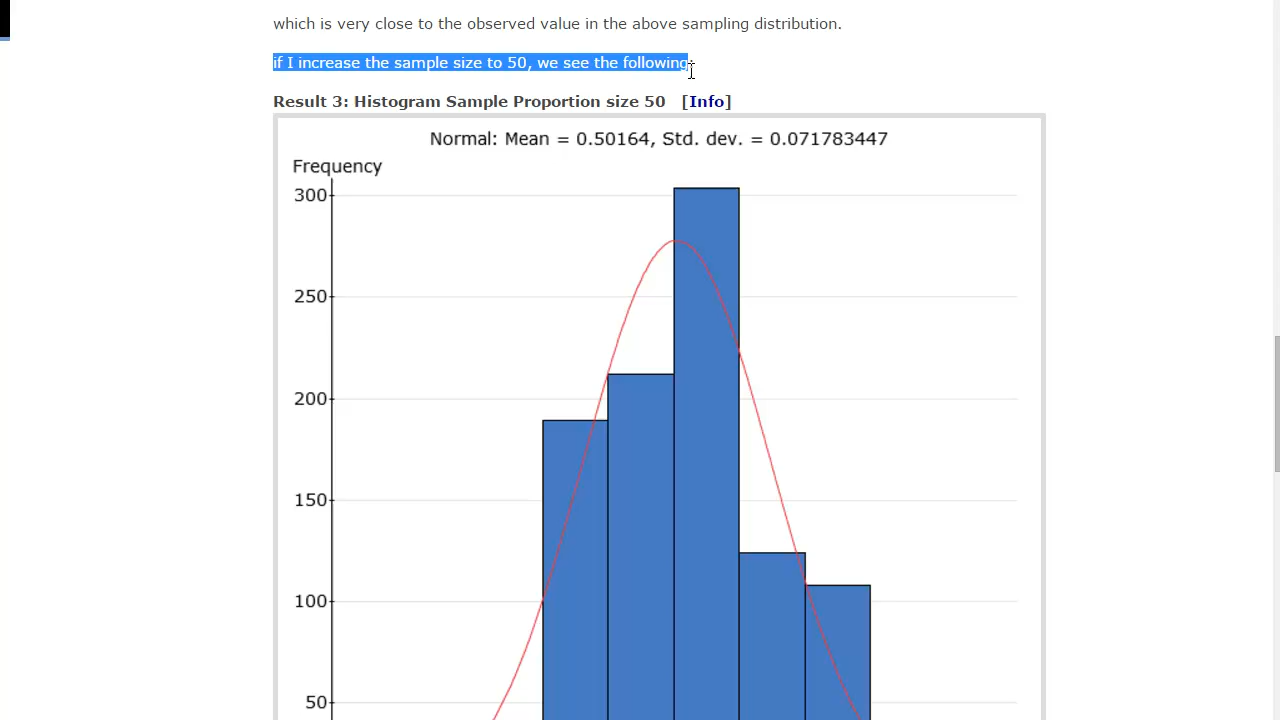 which is very close to the observed value in the above sampling distribution.
if I increase the sample size to 50, we see the following
Result 3: Histogram Sample Proportion size 50 [Info]
Normal: Mean = 0.50164, Std. dev. = 0.071783447
Frequency
300
250
200
150
100
50